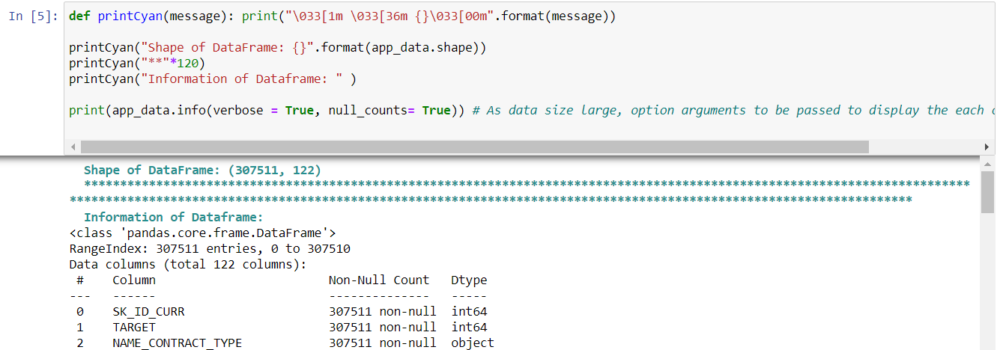 In [5]: def printCyan(message): print("\033[1m \033[36m {}\033[00m".format(message))
printCyan("Shape of DataFrame: {}".format(app_data.shape))
printCyan("**"*120)
printCyan("Information of Dataframe: " )
print(app_data.info(verbose = True, null_counts= True)) # As data size large, option arguments to be passed to display the each
Shape of DataFrame: (307511, 122)
***************************************************************************************************************************
*********************************************************************************************************************
Information of Dataframe:
<class 'pandas.core.frame.DataFrame'>
RangeIndex: 307511 entries, 0 to 307510
Data columns (total 122 columns):
# Column Non-Null Count Dtype
--- ------ -------------- -----
0 SK_ID_CURR 307511 non-null int64
1 TARGET 307511 non-null int64
2 NAME_CONTRACT_TYPE 307511 non-null object